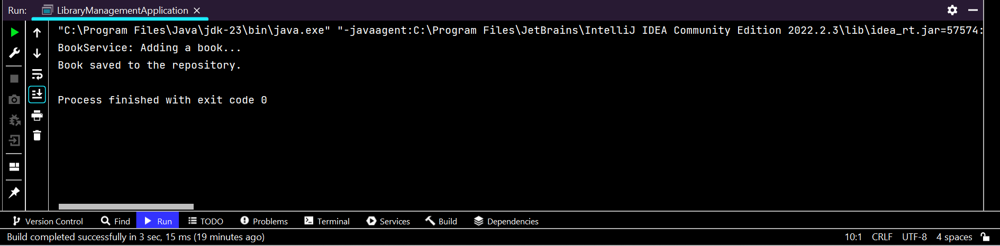 Run: LibraryManagementApplication
"C:\Program Files\Java\jdk-23\bin\java.exe" "-javaagent:C:\Program Files\JetBrains\IntelliJ IDEA Community Edition 2022.2.3\lib\idea_rt.jar=57574:
BookService: Adding a book...
Book saved to the repository.
Process finished with exit code 0
Version Control Find Run TODO Problems Terminal Services Build Dependencies
Build completed successfully in 3 sec, 15 ms (19 minutes ago) 10:1 CRLF UTF-8 4 spaces